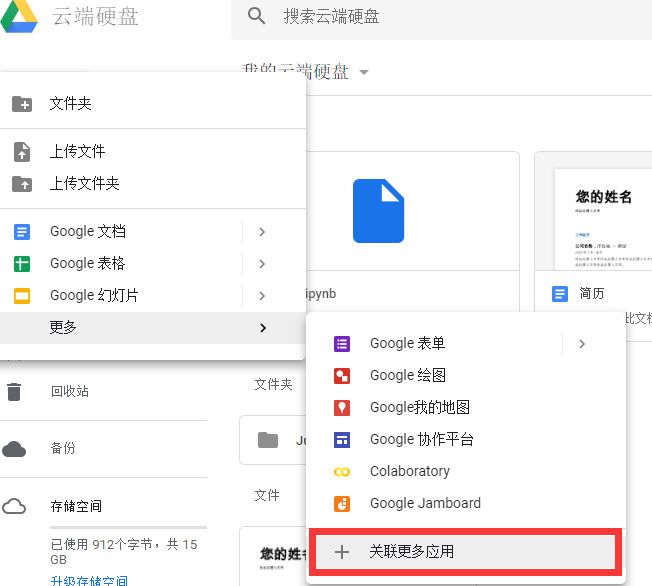 云端硬盘
搜索云端硬盘
我的云端硬盘
文件夹
上传文件
上传文件夹
Google 文档
Google 表格
Google 幻灯片
更多
ipynb
您的姓名
简历
此文档
Google 表单
Google 绘图
Google我的地图
Google 协作平台
Colaboratory
Google Jamboard
关联更多应用
回收站
备份
存储空间
已使用 912个字节，共 15
GB
升级存储空间
文件夹
Ju
文件
您的姓名